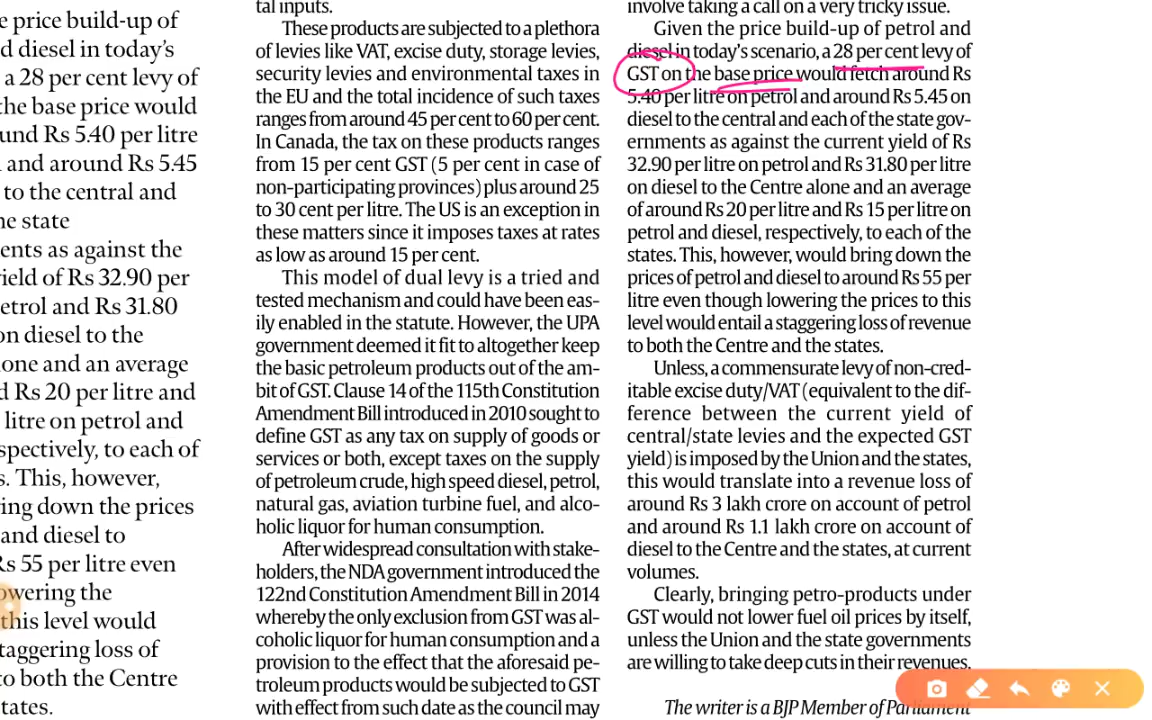 e price build-up of
d diesel in today's
a 28 per cent levy of
the base price would
und Rs 5.40 per litre
and around Rs 5.45
to the central and
he state
ents as against the
ield of Rs 32.90 per
etrol and Rs 31.80
on diesel to the
one and an average
d Rs 20 per litre and
litre on petrol and
spectively, to each of
s. This, however,
ing down the prices
and diesel to
Rs 55 per litre even
owering the
this level would
taggering loss of
to both the Centre
tates.
tal inputs.
These products are subjected to a plethora
of levies like VAT, excise duty, storage levies,
security levies and environmental taxes in
the EU and the total incidence of such taxes
ranges from around 45 per cent to 60 per cent.
In Canada, the tax on these products ranges
from 15 per cent GST (5 per cent in case of
non-participating provinces) plus around 25
to 30 cent per litre. The US is an exception in
these matters since it imposes taxes at rates
as low as around 15 per cent.
This model of dual levy is a tried and
tested mechanism and could have been eas-
ily enabled in the statute. However, the UPA
government deemed it fit to altogether keep
the basic petroleum products out of the am-
bit of GST. Clause 14 of the 115th Constitution
Amendment Bill introduced in 2010 sought to
define GST as any tax on supply of goods or
services or both, except taxes on the supply
of petroleum crude, high speed diesel, petrol,
natural gas, aviation turbine fuel, and alco-
holic liquor for human consumption.
After widespread consultation with stake-
holders, the NDA government introduced the
122nd Constitution Amendment Bill in 2014
whereby the only exclusion from GST was al-
coholic liquor for human consumption and a
provision to the effect that the aforesaid pe-
troleum products would be subjected to GST
with effect from such date as the council may
involve taking a call on a very tricky issue.
Given the price build-up of petrol and
diesel in today's scenario, a 28 per cent levy of
GST on the base price would fetch around Rs
5.40 per litre on petrol and around Rs 5.45 on
diesel to the central and each of the state gov-
ernments as against the current yield of Rs
32.90 per litre on petrol and Rs 31.80 per litre
on diesel to the Centre alone and an average
of around Rs 20 per litre and Rs 15 per litre on
petrol and diesel, respectively, to each of the
states. This, however, would bring down the
prices of petrol and diesel to around Rs 55 per
litre even though lowering the prices to this
level would entail a staggering loss of revenue
to both the Centre and the states.
Unless, a commensurate levy of non-cred-
itable excise duty/VAT (equivalent to the dif-
ference between the current yield of
central/state levies and the expected GST
yield) is imposed by the Union and the states,
this would translate into a revenue loss of
around Rs 3 lakh crore on account of petrol
and around Rs 1.1 lakh crore on account of
diesel to the Centre and the states, at current
volumes.
Clearly, bringing petro-products under
GST would not lower fuel oil prices by itself,
unless the Union and the state governments
are willing to take deep cuts in their revenues.
The writer is a BJP Member of Parliament